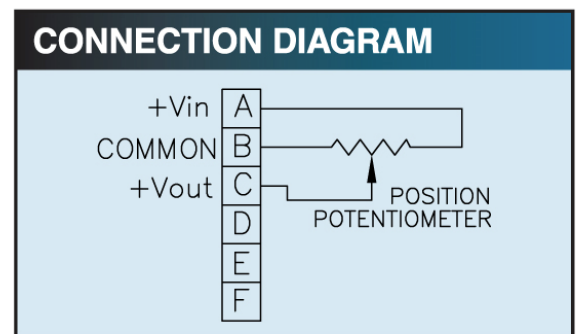 CONNECTION DIAGRAM
+Vin A
COMMON B
+Vout C
POSITION
POTENTIOMETER
D
E
F